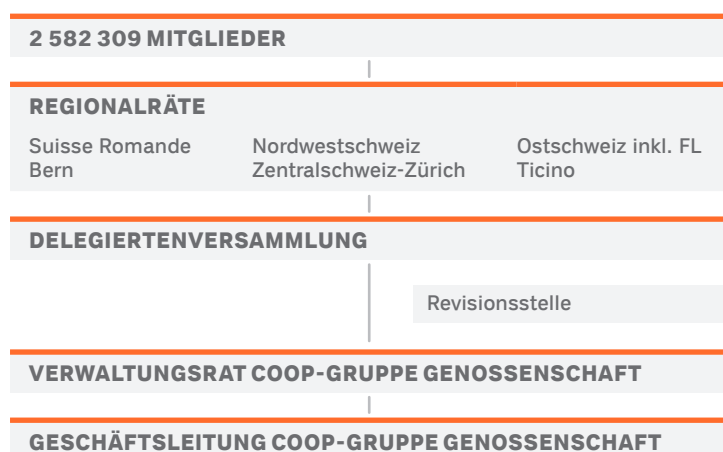 2 582 309 MITGLIEDER
REGIONALRÄTE
Suisse Romande Nordwestschweiz Ostschweiz inkl. FL
Bern Zentralschweiz-Zürich Ticino
DELEGIERTENVERSAMMLUNG
Revisionsstelle
VERWALTUNGSRAT COOP-GRUPPE GENOSSENSCHAFT
GESCHÄFTSLEITUNG COOP-GRUPPE GENOSSENSCHAFT